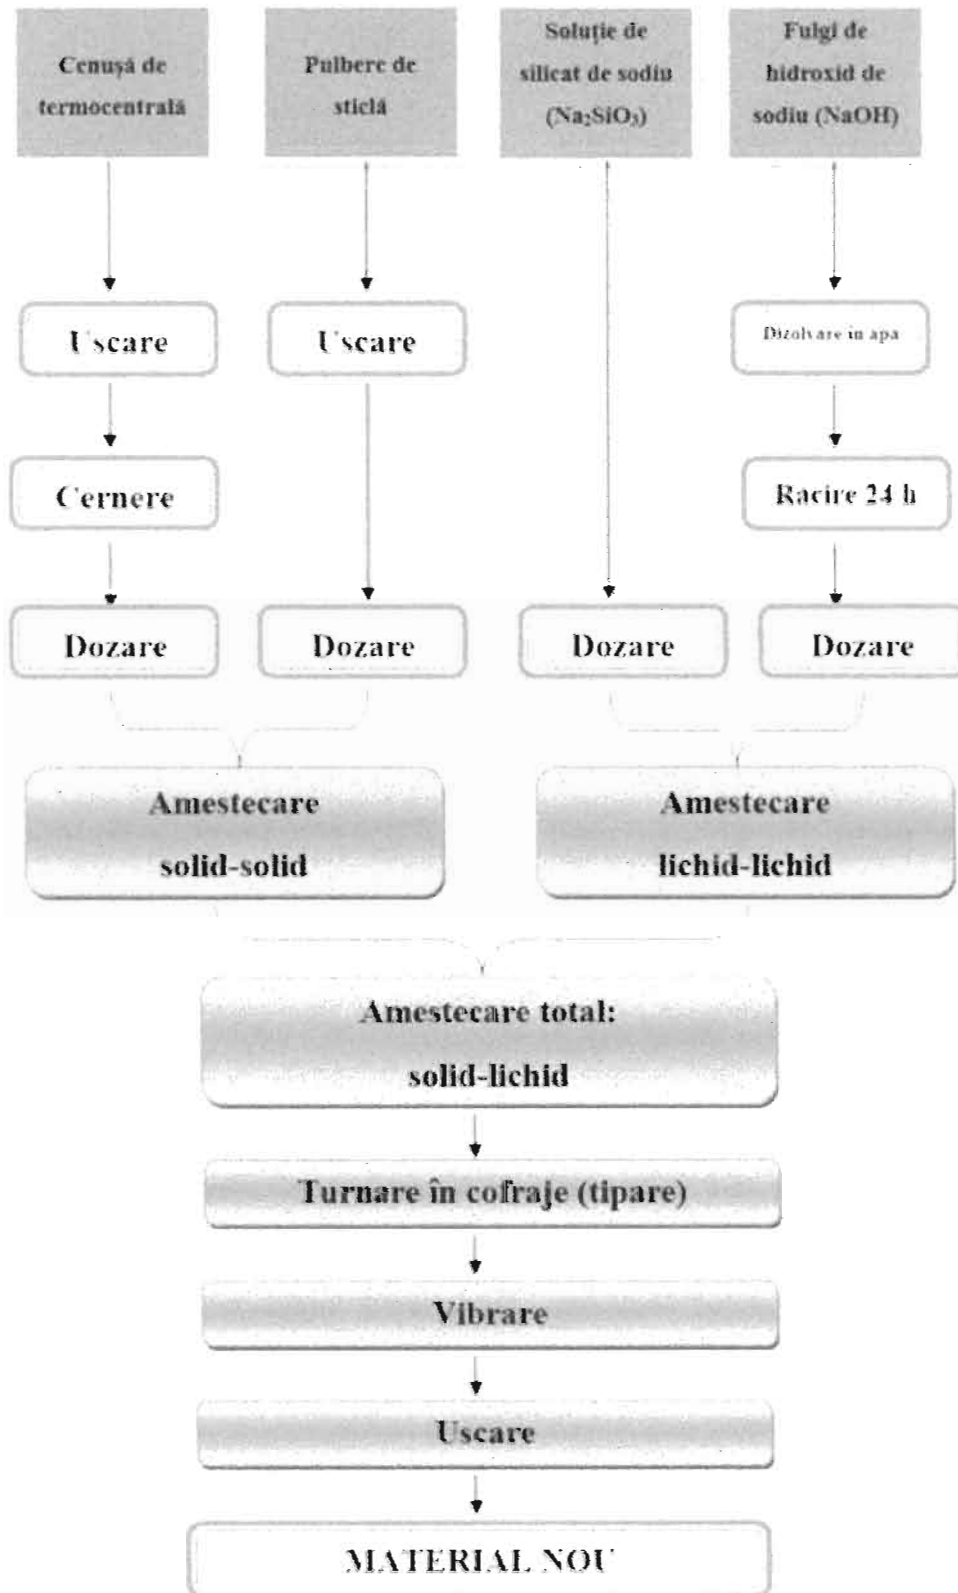 Cenușă de
termocentrală
Pulbere de
sticlă
Soluție de
silicat de sodiu
(Na₂SiO₃)
Fulgi de
hidroxid de
sodiu (NaOH)
Uscare
Uscare
Dizolvare in apa
Cernere
Racire 24 h
Dozare
Dozare
Dozare
Dozare
Amestecare
solid-solid
Amestecare
lichid-lichid
Amestecare total:
solid-lichid
Turnare în cofraje (tipare)
Vibrare
Uscare
MATERIAL NOU